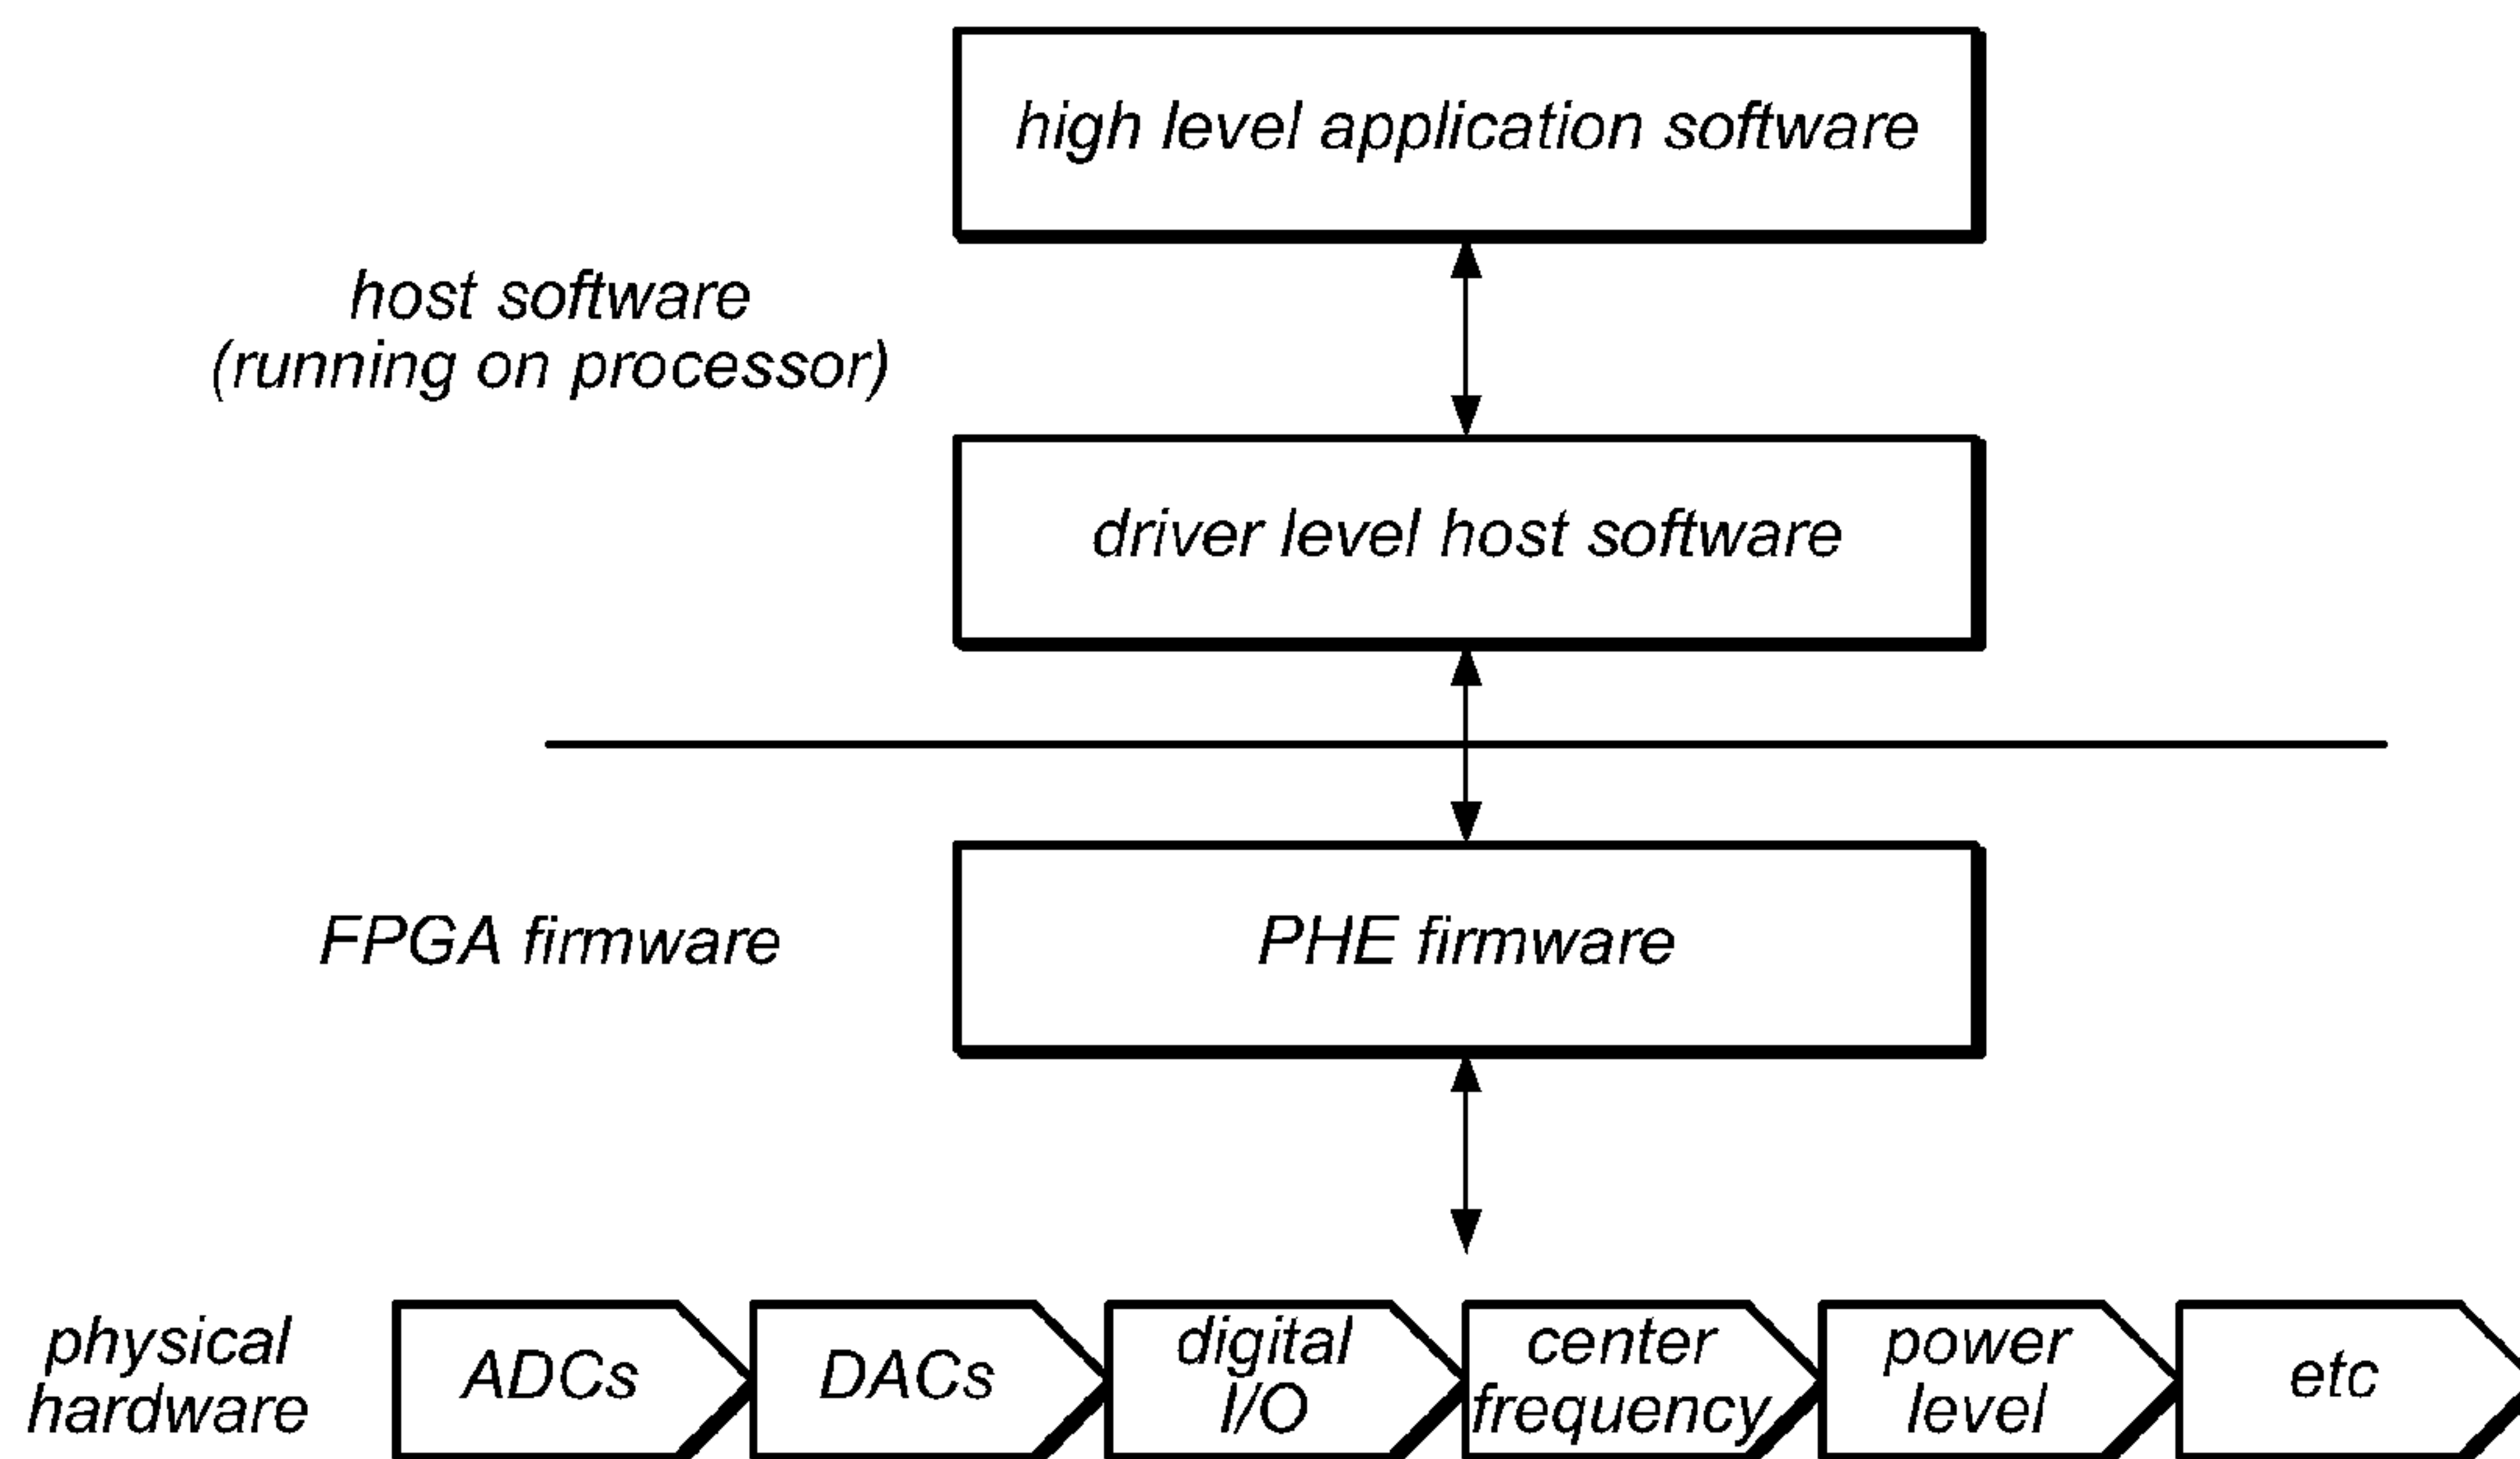 high level application software
host software
(running on processor)
driver level host software
FPGA firmware
PHE firmware
physical
hardware
ADCs
DACs
digital
I/O
center
frequency
power
level
etc